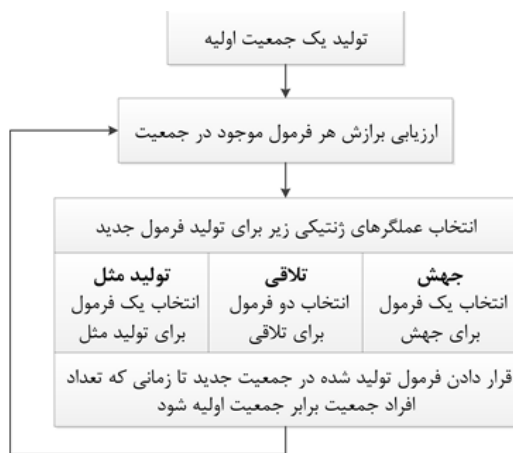 تولید یک جمعیت اولیه
ارزیابی برازش هر فرمول موجود در جمعیت
انتخاب عملگرهای ژنتیکی زیر برای تولید فرمول جدید
جهش
انتخاب یک فرمول
برای جهش
تلاقی
انتخاب دو فرمول
برای تلاقی
تولید مثل
انتخاب یک فرمول
برای تولید مثل
قرار دادن فرمول تولید شده در جمعیت جدید تا زمانی که تعداد
افراد جمعیت برابر جمعیت اولیه شود